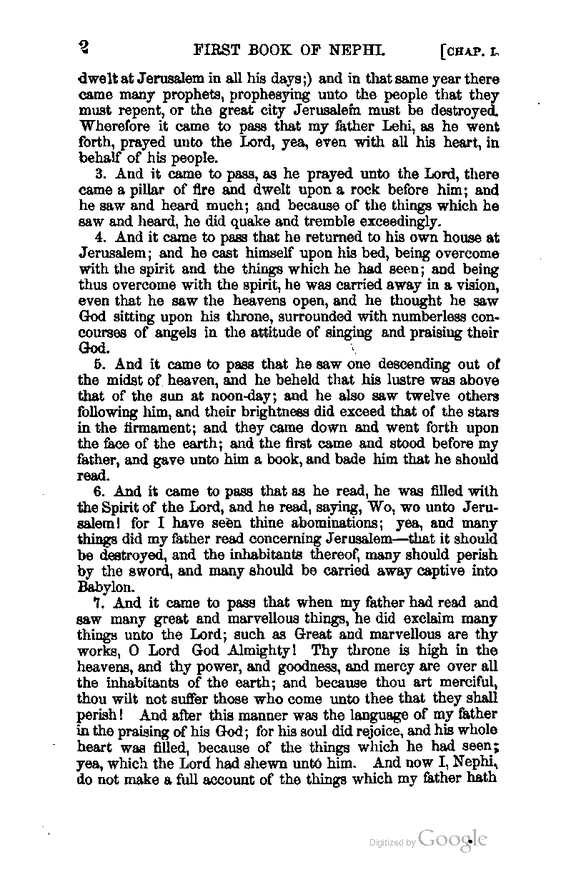 2 FIRST BOOK OF NEPHI. [CHAP. I.
dwelt at Jerusalem in all his days;) and in that same year there
came many prophets, prophesying unto the people that they
must repent, or the great city Jerusalem must be destroyed.
Wherefore it came to pass that my father Lehi, as he went
forth, prayed unto the Lord, yea, even with all his heart, in
behalf of his people.
3. And it came to pass, as he prayed unto the Lord, there
came a pillar of fire and dwelt upon a rock before him; and
he saw and heard much; and because of the things which he
saw and heard, he did quake and tremble exceedingly.
4. And it came to pass that he returned to his own house at
Jerusalem; and he cast himself upon his bed, being overcome
with the spirit and the things which he had seen; and being
thus overcome with the spirit, he was carried away in a vision,
even that he saw the heavens open, and he thought he saw
God sitting upon his throne, surrounded with numberless con-
courses of angels in the attitude of singing and praising their
God.
5. And it came to pass that he saw one descending out of
the midst of heaven, and he beheld that his lustre was above
that of the sun at noon-day; and he also saw twelve others
following him, and their brightness did exceed that of the stars
in the firmament; and they came down and went forth upon
the face of the earth; and the first came and stood before my
father, and gave unto him a book, and bade him that he should
read.
6. And it came to pass that as he read, he was filled with
the Spirit of the Lord, and he read, saying, Wo, wo unto Jeru-
salem! for I have seen thine abominations; yea, and many
things did my father read concerning Jerusalem—that it should
be destroyed, and the inhabitants thereof, many should perish
by the sword, and many should be carried away captive into
Babylon.
7. And it came to pass that when my father had read and
saw many great and marvellous things, he did exclaim many
things unto the Lord; such as Great and marvellous are thy
works, O Lord God Almighty! Thy throne is high in the
heavens, and thy power, and goodness, and mercy are over all
the inhabitants of the earth; and because thou art merciful,
thou wilt not suffer those who come unto thee that they shall
perish! And after this manner was the language of my father
in the praising of his God; for his soul did rejoice, and his whole
heart was filled, because of the things which he had seen;
yea, which the Lord had shewn unto him. And now I, Nephi,
do not make a full account of the things which my father hath
Digitized by Google